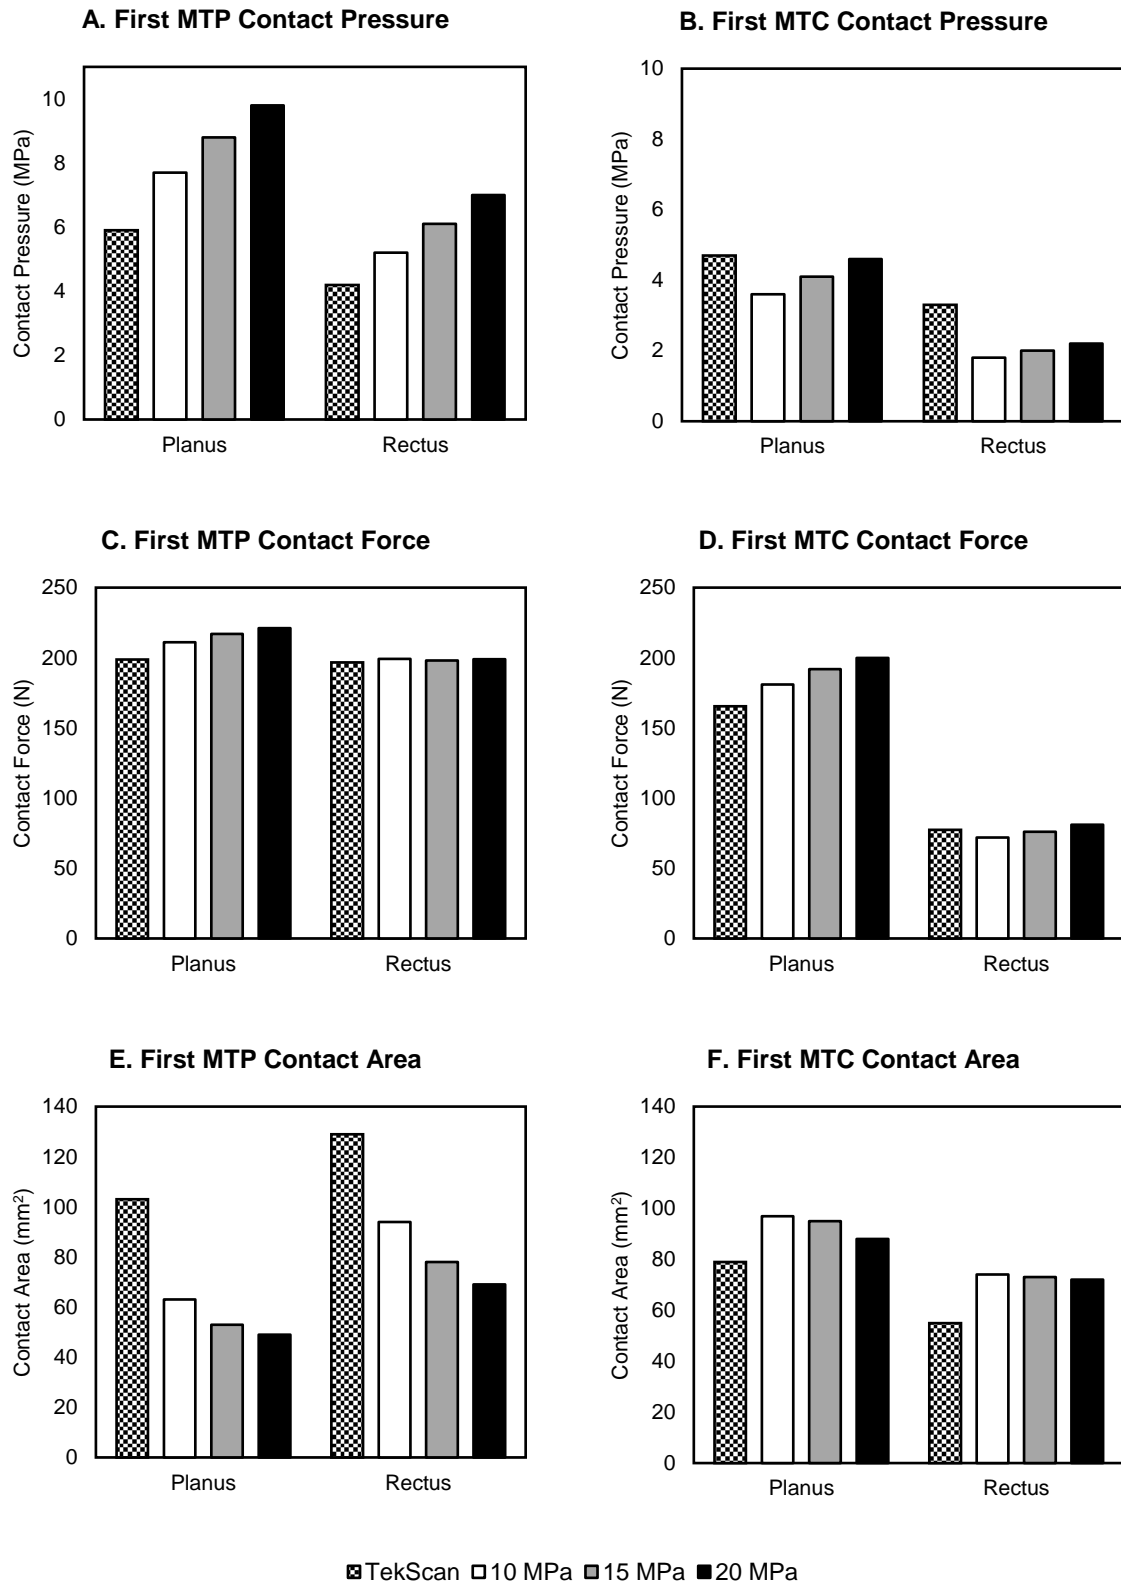 A. First MTP Contact Pressure
Contact Pressure (MPa)
10
8
6
4
2
0
Planus Rectus
B. First MTC Contact Pressure
Contact Pressure (MPa)
10
8
6
4
2
0
Planus Rectus
C. First MTP Contact Force
Contact Force (N)
250
200
150
100
50
0
Planus Rectus
D. First MTC Contact Force
Contact Force (N)
250
200
150
100
50
0
Planus Rectus
E. First MTP Contact Area
Contact Area (mm²)
140
120
100
80
60
40
20
0
Planus Rectus
F. First MTC Contact Area
Contact Area (mm²)
140
120
100
80
60
40
20
0
Planus Rectus
TekScan 10 MPa 15 MPa 20 MPa